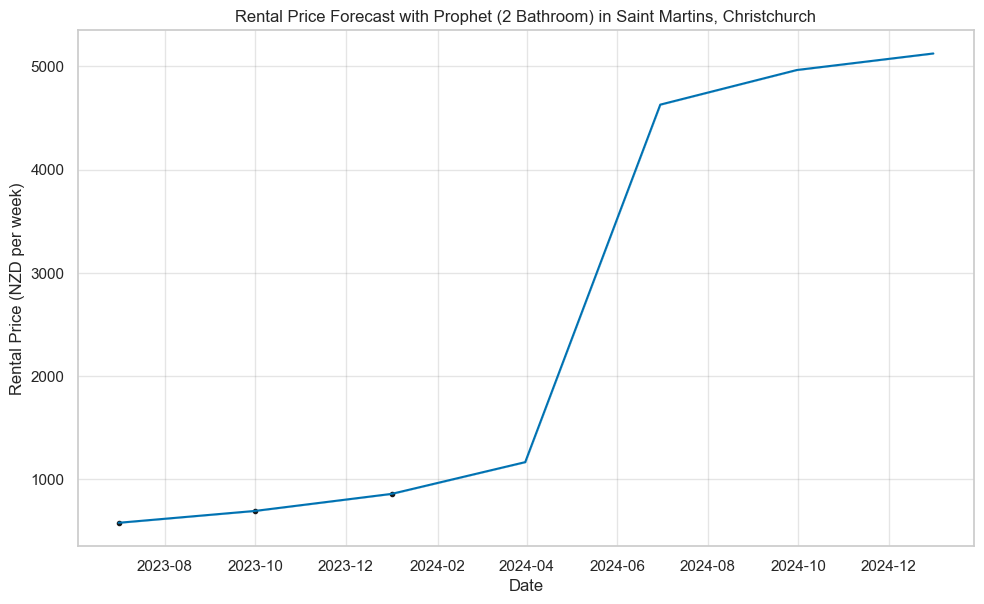 Rental Price Forecast with Prophet (2 Bathroom) in Saint Martins, Christchurch
Rental Price (NZD per week)
5000
4000
3000
2000
1000
2023-08 2023-10 2023-12 2024-02 2024-04 2024-06 2024-08 2024-10 2024-12
Date